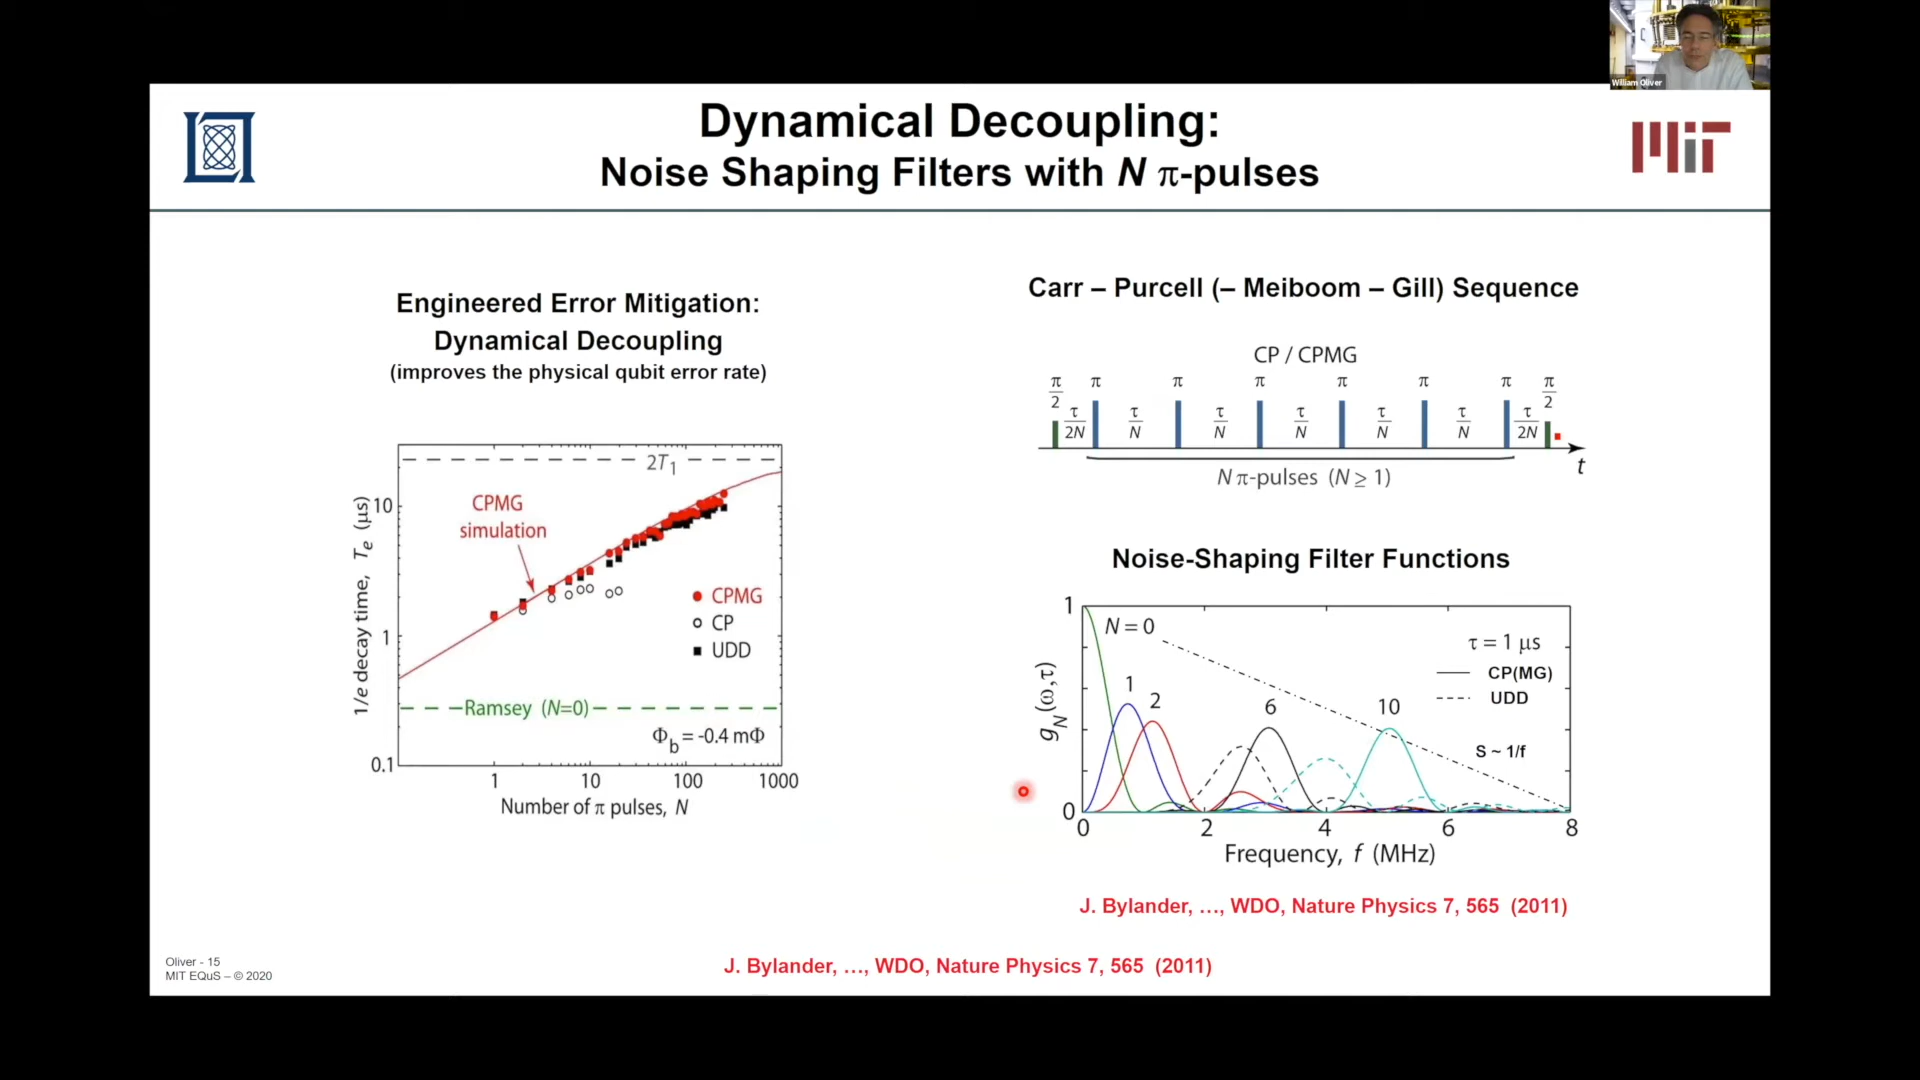 William Oliver
Dynamical Decoupling:
Noise Shaping Filters with N π-pulses
MIT
Engineered Error Mitigation:
Dynamical Decoupling
(improves the physical qubit error rate)
1/e decay time, Te (μs)
10
1
0.1
2T1
CPMG
simulation
CPMG
CP
UDD
Ramsey (N=0)
Φb = -0.4 mΦ
1 10 100 1000
Number of π pulses, N
Carr – Purcell (– Meiboom – Gill) Sequence
CP / CPMG
π/2 π π π π π π π/2
τ/2N τ/N τ/N τ/N τ/N τ/N τ/2N
t
N π-pulses (N ≥ 1)
Noise-Shaping Filter Functions
gN(ω,τ)
1
0
N = 0
1
2
6
10
τ = 1 μs
CP(MG)
UDD
S ~ 1/f
0 2 4 6 8
Frequency, f (MHz)
J. Bylander, ..., WDO, Nature Physics 7, 565 (2011)
J. Bylander, ..., WDO, Nature Physics 7, 565 (2011)
Oliver - 15
MIT EQuS – © 2020